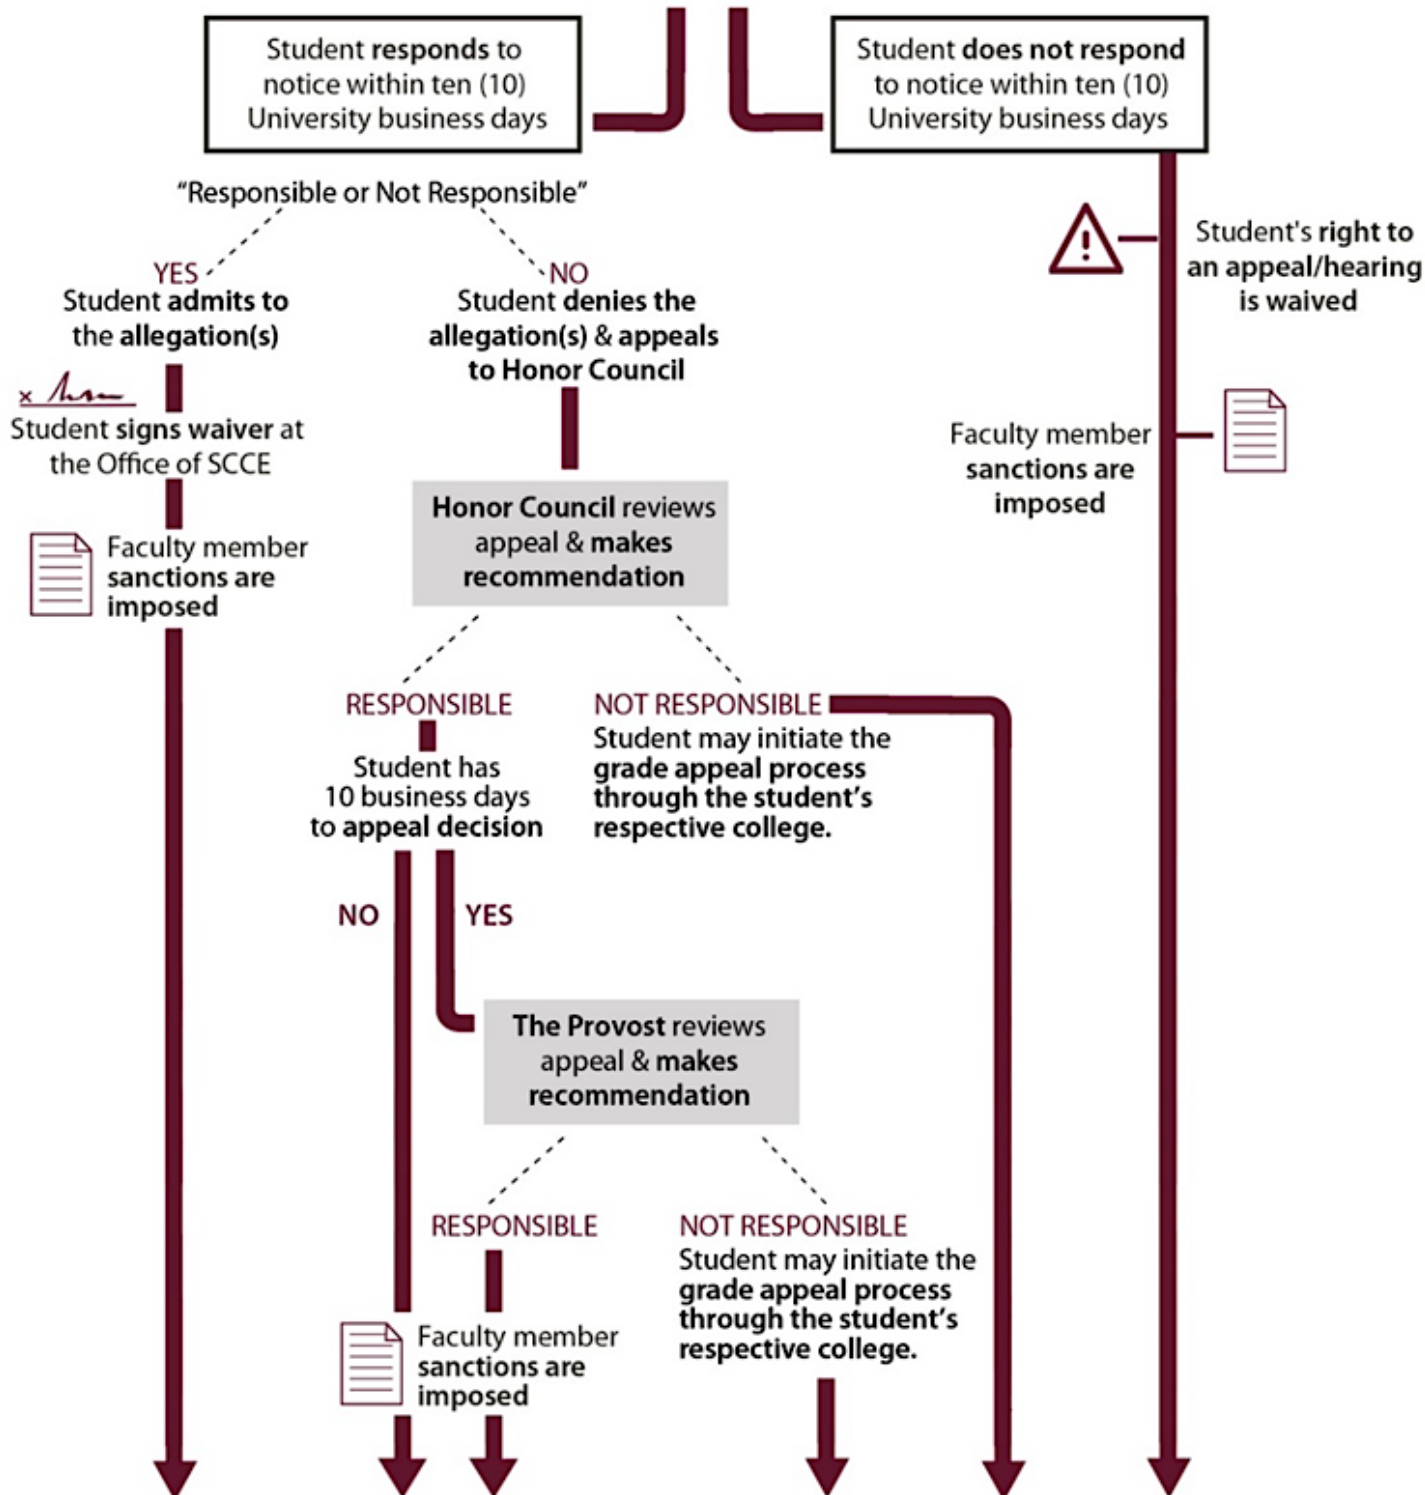 Student responds to
notice within ten (10)
University business days
Student does not respond
to notice within ten (10)
University business days
“Responsible or Not Responsible”
Student's right to
an appeal/hearing
is waived
YES
Student admits to
the allegation(s)
NO
Student denies the
allegation(s) & appeals
to Honor Council
x
Student signs waiver at
the Office of SCCE
Faculty member
sanctions are
imposed
Faculty member
sanctions are
imposed
Honor Council reviews
appeal & makes
recommendation
RESPONSIBLE
Student has
10 business days
to appeal decision
NOT RESPONSIBLE
Student may initiate the
grade appeal process
through the student’s
respective college.
NO
YES
The Provost reviews
appeal & makes
recommendation
RESPONSIBLE
Faculty member
sanctions are
imposed
NOT RESPONSIBLE
Student may initiate the
grade appeal process
through the student’s
respective college.